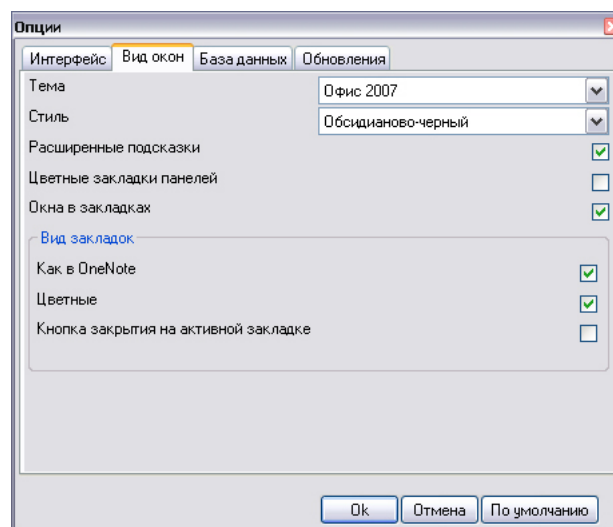 Опции
Интерфейс Вид окон База данных Обновления
Тема Офис 2007
Стиль Обсидианово-черный
Расширенные подсказки
Цветные закладки панелей
Окна в закладках
Вид закладок
Как в OneNote
Цветные
Кнопка закрытия на активной закладке
Ok Отмена По умолчанию